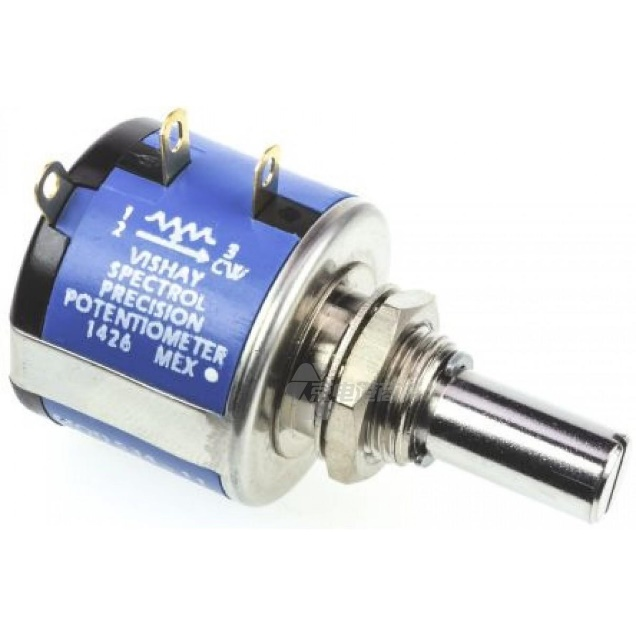 1
2
3
CW
VISHAY
SPECTROL
PRECISION
POTENTIOMETER
1426 MEX